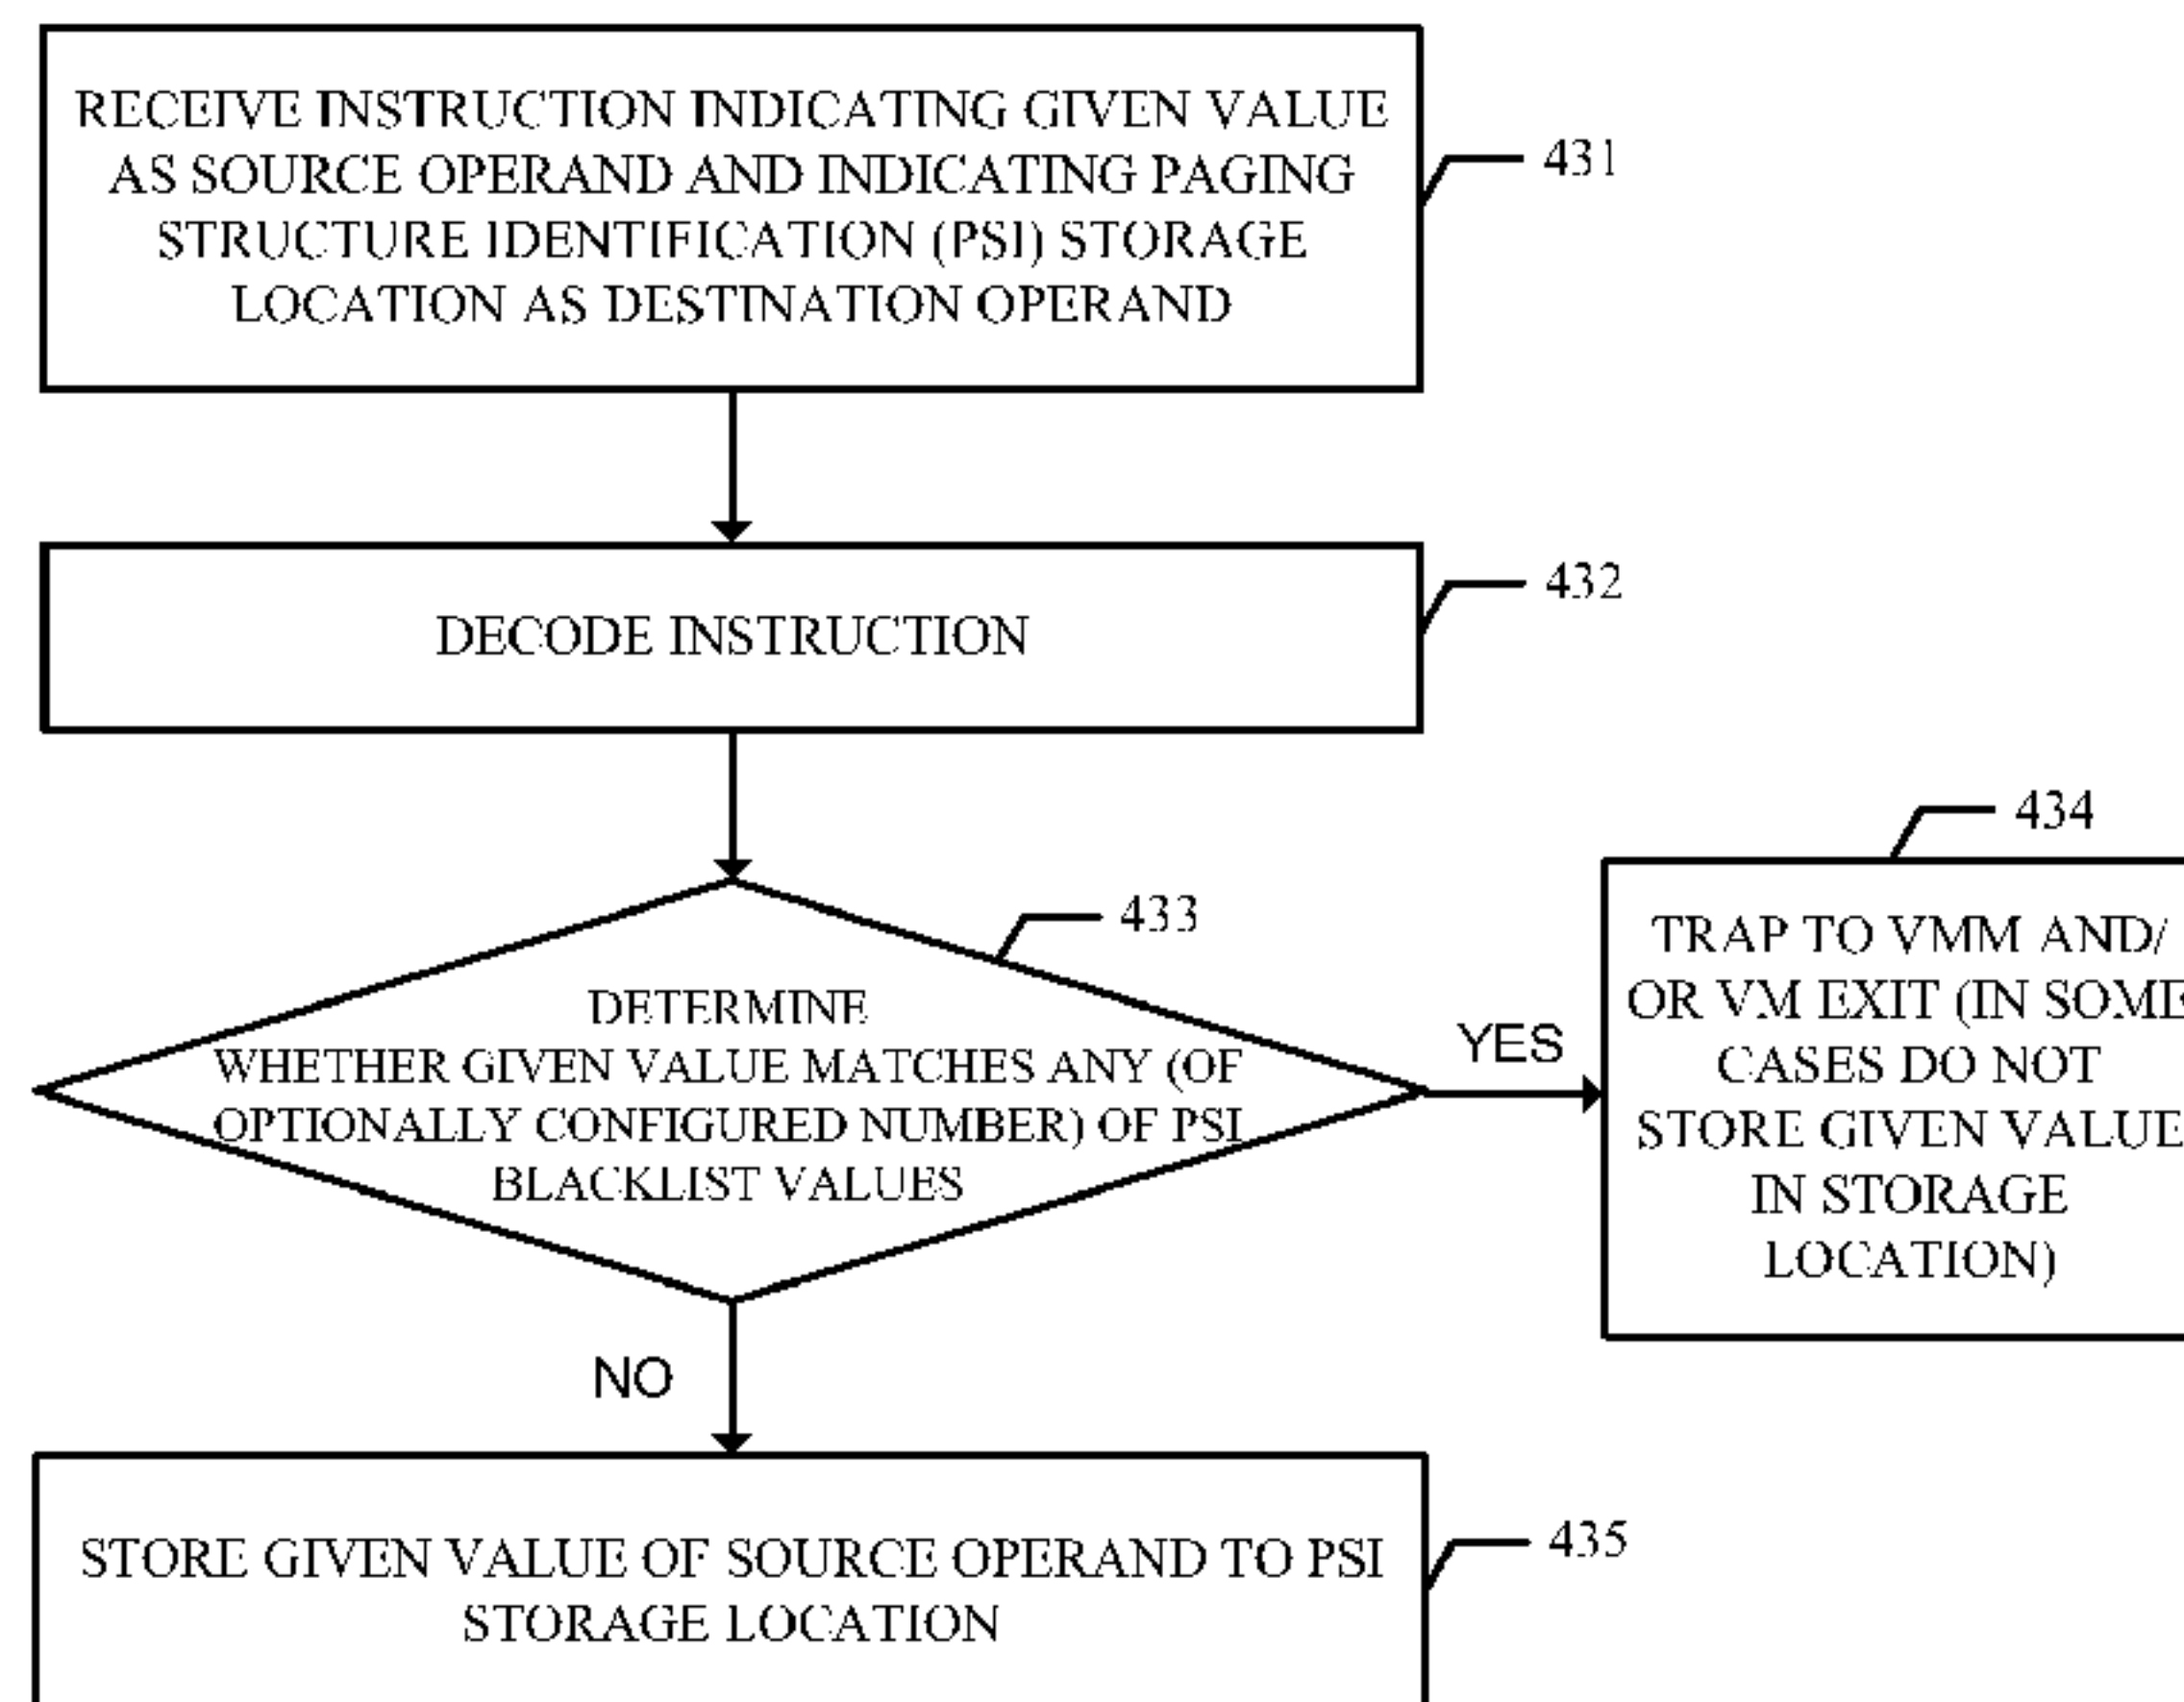 RECEIVE INSTRUCTION INDICATING GIVEN VALUE
AS SOURCE OPERAND AND INDICATING PAGING
STRUCTURE IDENTIFICATION (PSI) STORAGE
LOCATION AS DESTINATION OPERAND
431
DECODE INSTRUCTION
432
433
DETERMINE
WHETHER GIVEN VALUE MATCHES ANY (OF
OPTIONALLY CONFIGURED NUMBER) OF PSI
BLACKLIST VALUES
YES
434
TRAP TO VMM AND/
OR VM EXIT (IN SOME
CASES DO NOT
STORE GIVEN VALUE
IN STORAGE
LOCATION)
NO
STORE GIVEN VALUE OF SOURCE OPERAND TO PSI
STORAGE LOCATION
435